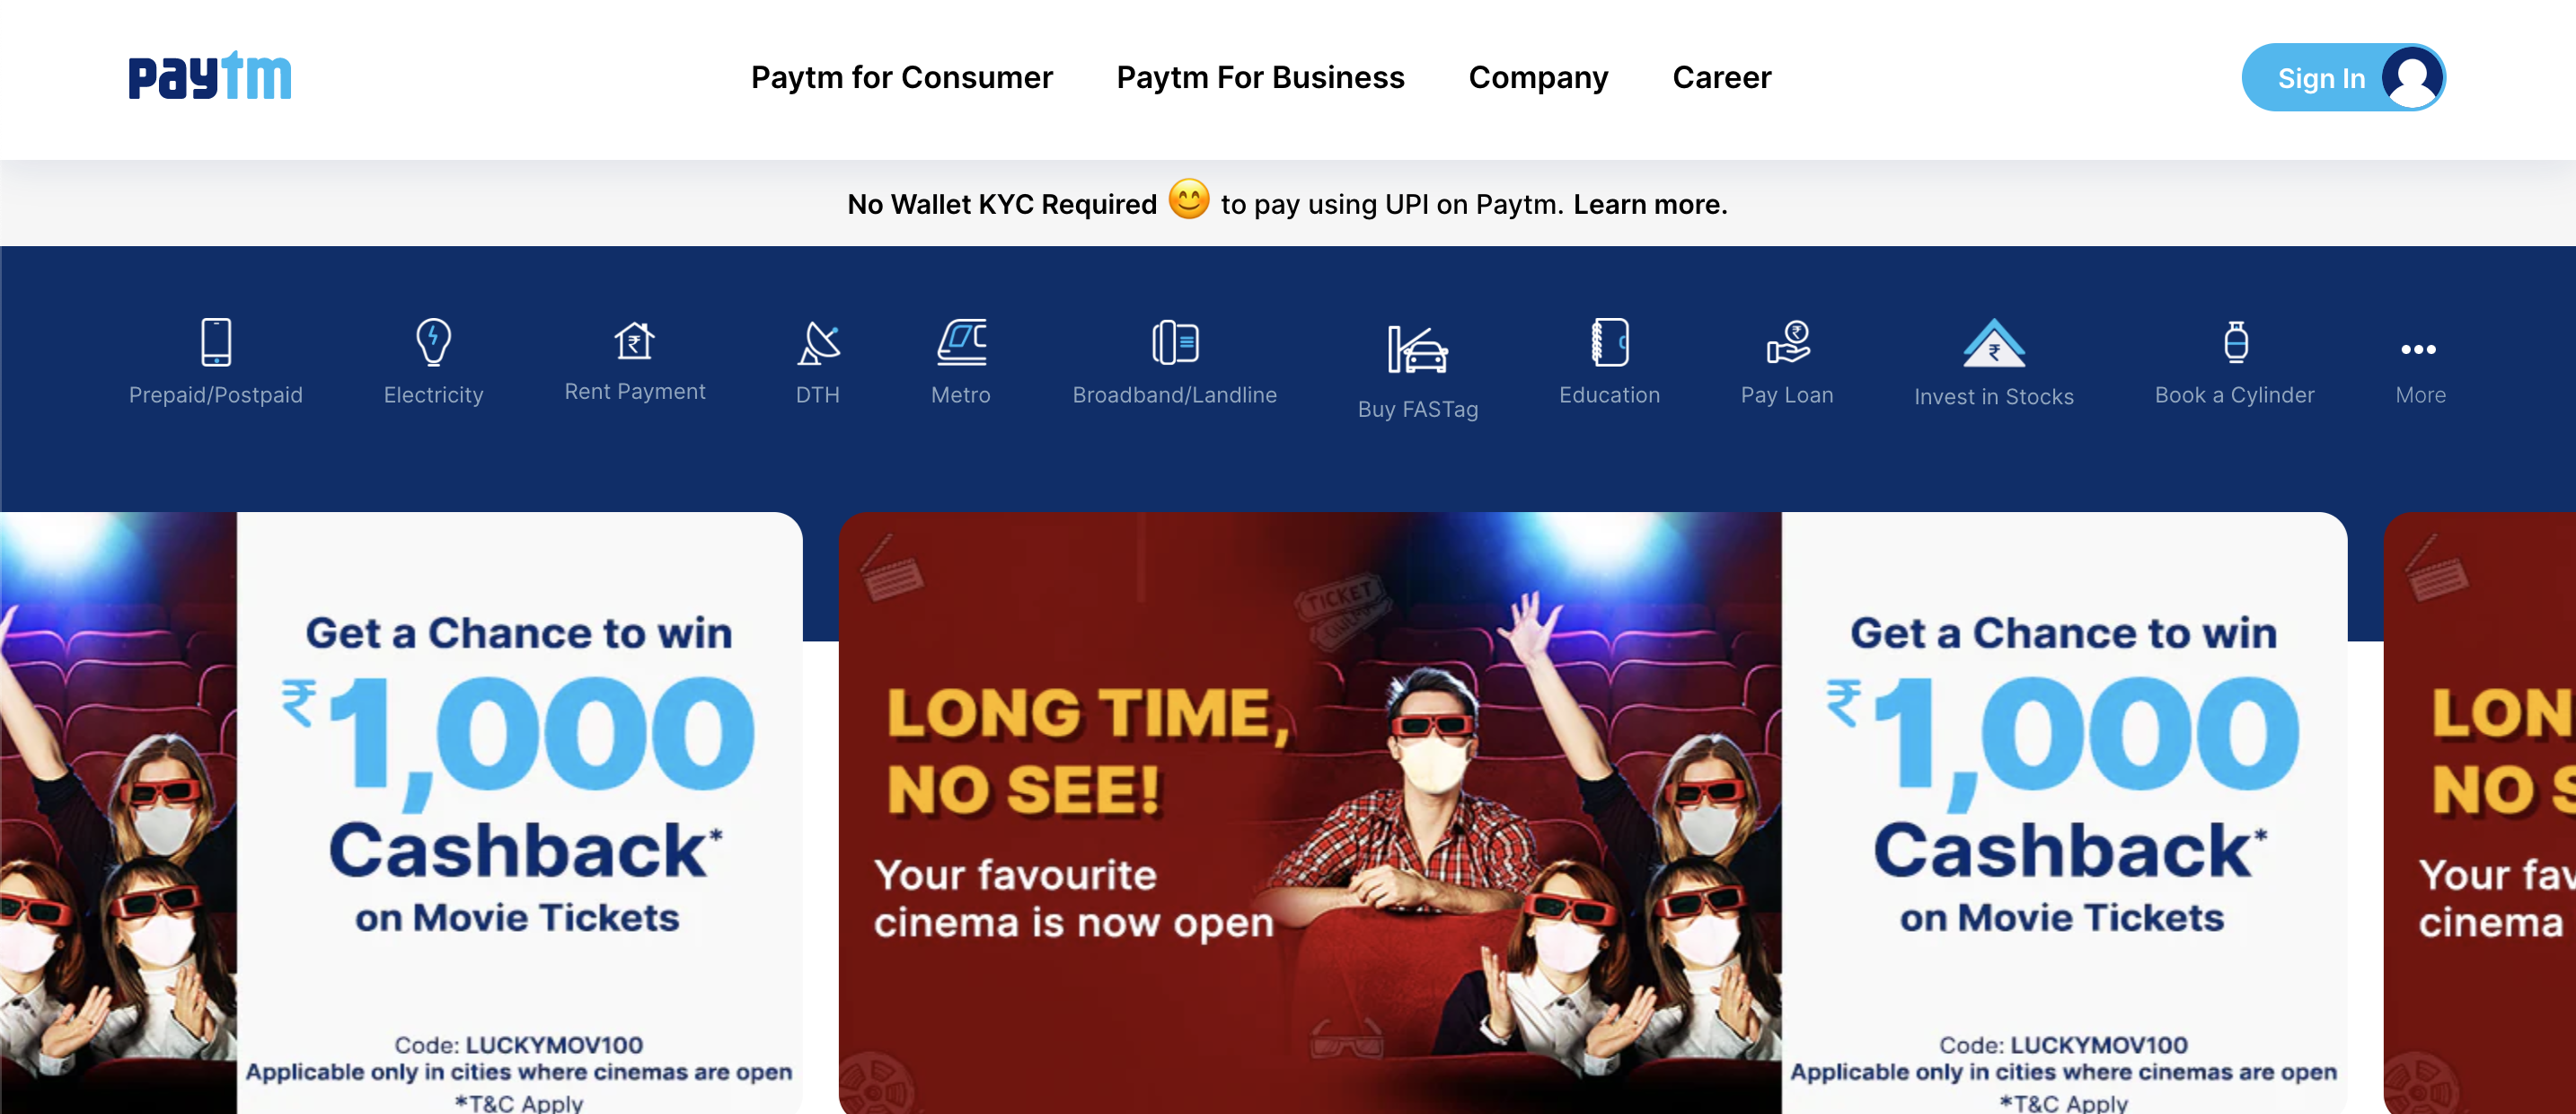 paytm
Paytm for Consumer
Paytm For Business
Company
Career
Sign In
No Wallet KYC Required 😊 to pay using UPI on Paytm. Learn more.
Prepaid/Postpaid
Electricity
Rent Payment
DTH
Metro
Broadband/Landline
Buy FASTag
Education
Pay Loan
Invest in Stocks
Book a Cylinder
More
Get a Chance to win
₹1,000
Cashback*
on Movie Tickets
Code: LUCKYMOV100
Applicable only in cities where cinemas are open
*T&C Apply
TICKET
LONG TIME,
NO SEE!
Your favourite
cinema is now open
Get a Chance to win
₹1,000
Cashback*
on Movie Tickets
Code: LUCKYMOV100
Applicable only in cities where cinemas are open
*T&C Apply
LON
NO S
Your fav
cinema